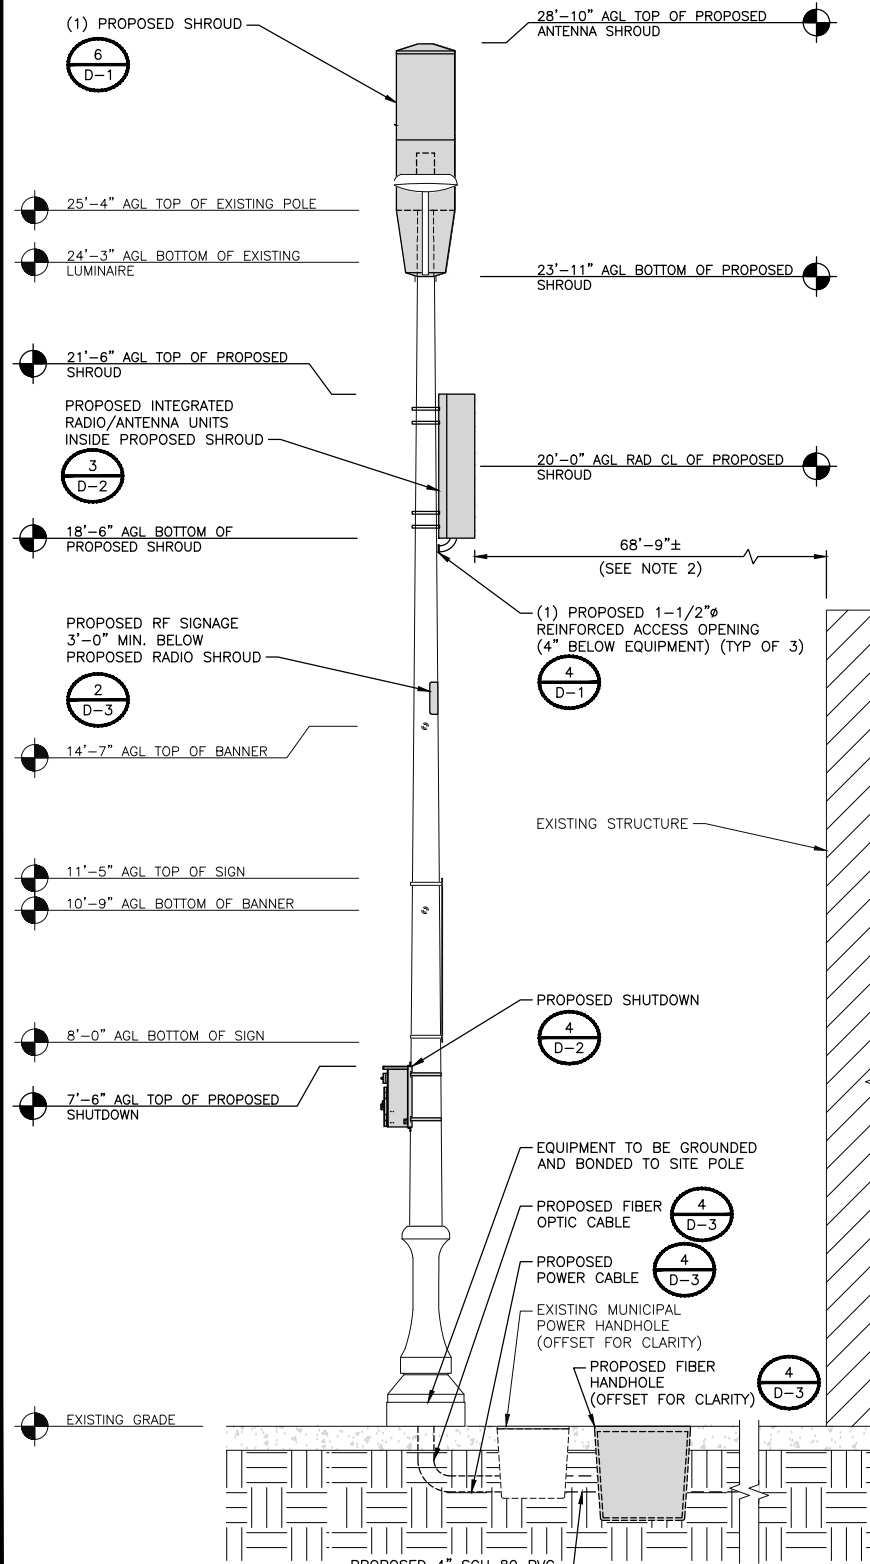 (1) PROPOSED SHROUD
6
D-1
28'-10" AGL TOP OF PROPOSED
ANTENNA SHROUD
25'-4" AGL TOP OF EXISTING POLE
24'-3" AGL BOTTOM OF EXISTING
LUMINAIRE
23'-11" AGL BOTTOM OF PROPOSED
SHROUD
21'-6" AGL TOP OF PROPOSED
SHROUD
PROPOSED INTEGRATED
RADIO/ANTENNA UNITS
INSIDE PROPOSED SHROUD
3
D-2
20'-0" AGL RAD CL OF PROPOSED
SHROUD
18'-6" AGL BOTTOM OF
PROPOSED SHROUD
68'-9"±
(SEE NOTE 2)
(1) PROPOSED 1-1/2"ø
REINFORCED ACCESS OPENING
(4" BELOW EQUIPMENT) (TYP OF 3)
4
D-1
PROPOSED RF SIGNAGE
3'-0" MIN. BELOW
PROPOSED RADIO SHROUD
2
D-3
14'-7" AGL TOP OF BANNER
EXISTING STRUCTURE
11'-5" AGL TOP OF SIGN
10'-9" AGL BOTTOM OF BANNER
PROPOSED SHUTDOWN
4
D-2
8'-0" AGL BOTTOM OF SIGN
7'-6" AGL TOP OF PROPOSED
SHUTDOWN
EQUIPMENT TO BE GROUNDED
AND BONDED TO SITE POLE
PROPOSED FIBER
OPTIC CABLE
4
D-3
PROPOSED
POWER CABLE
4
D-3
EXISTING MUNICIPAL
POWER HANDHOLE
(OFFSET FOR CLARITY)
PROPOSED FIBER
HANDHOLE
(OFFSET FOR CLARITY)
4
D-3
EXISTING GRADE
PROPOSED 4" SCH 80 PVC